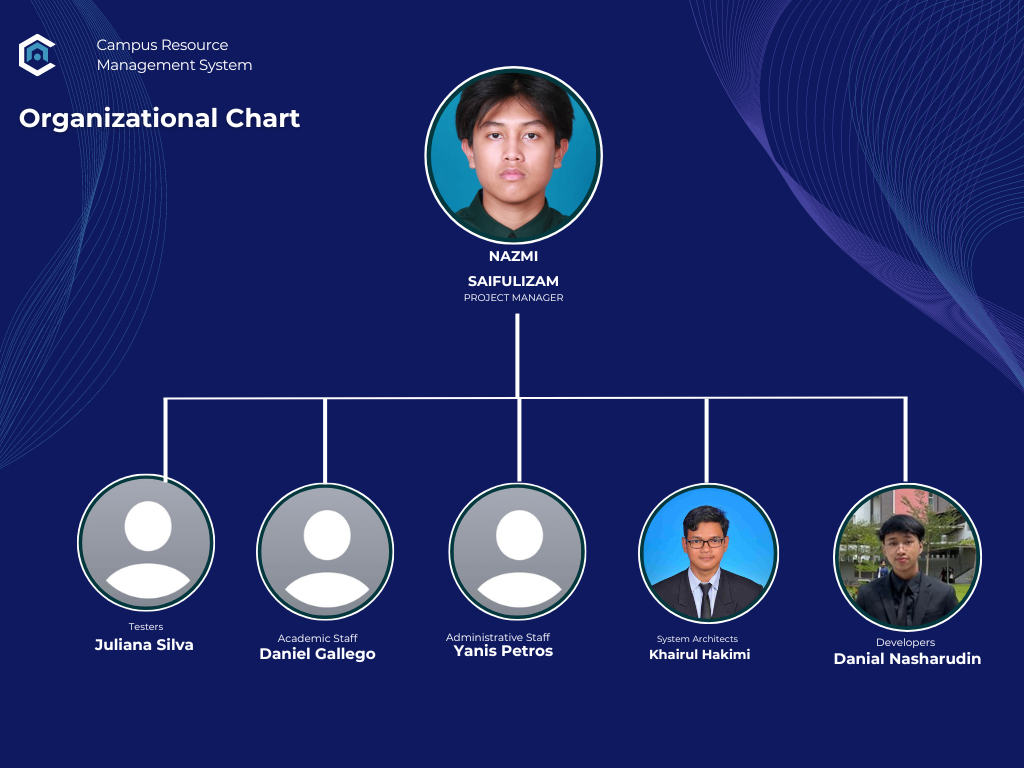 Campus Resource
Management System
Organizational Chart
NAZMI
SAIFULIZAM
PROJECT MANAGER
Testers
Juliana Silva
Academic Staff
Daniel Gallego
Administrative Staff
Yanis Petros
System Architects
Khairul Hakimi
Developers
Danial Nasharudin